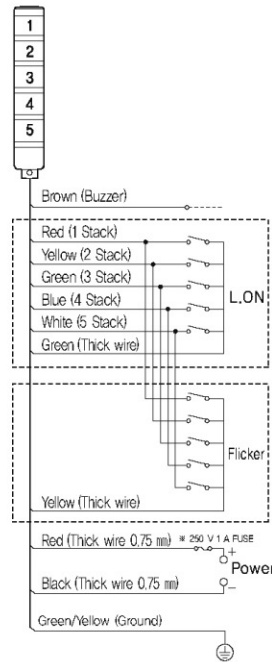 1
2
3
4
5
Brown (Buzzer)
Red (1 Stack)
Yellow (2 Stack)
Green (3 Stack)
Blue (4 Stack)
White (5 Stack)
Green (Thick wire)
L.ON
Flicker
Yellow (Thick wire)
Red (Thick wire 0.75 mm) ※ 250 V 1 A FUSE
+
Power
Black (Thick wire 0.75 mm) −
Green/Yellow (Ground)